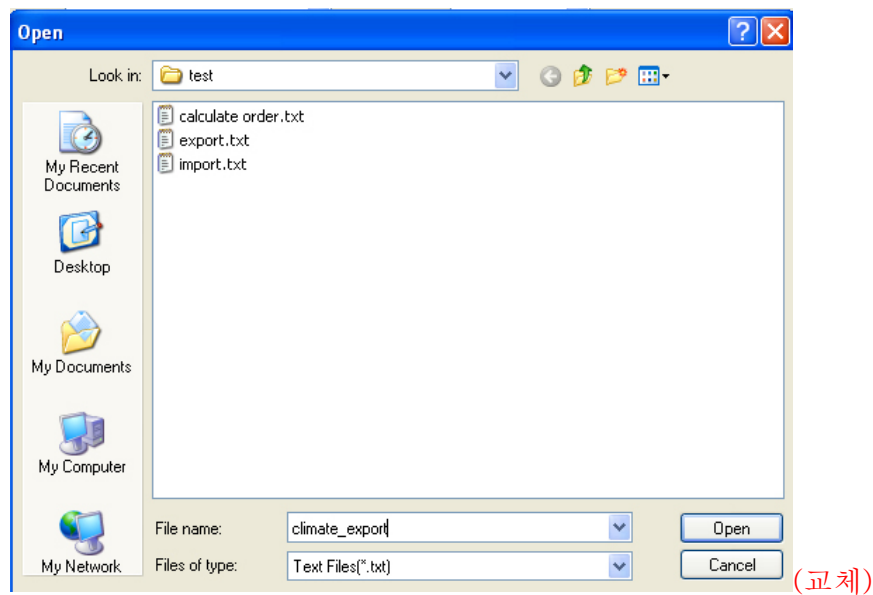 Open
Look in: test
calculate order.txt
export.txt
import.txt
My Recent
Documents
Desktop
My Documents
My Computer
My Network
File name: climate_export Open
Files of type: Text Files(*.txt) Cancel
(교체)